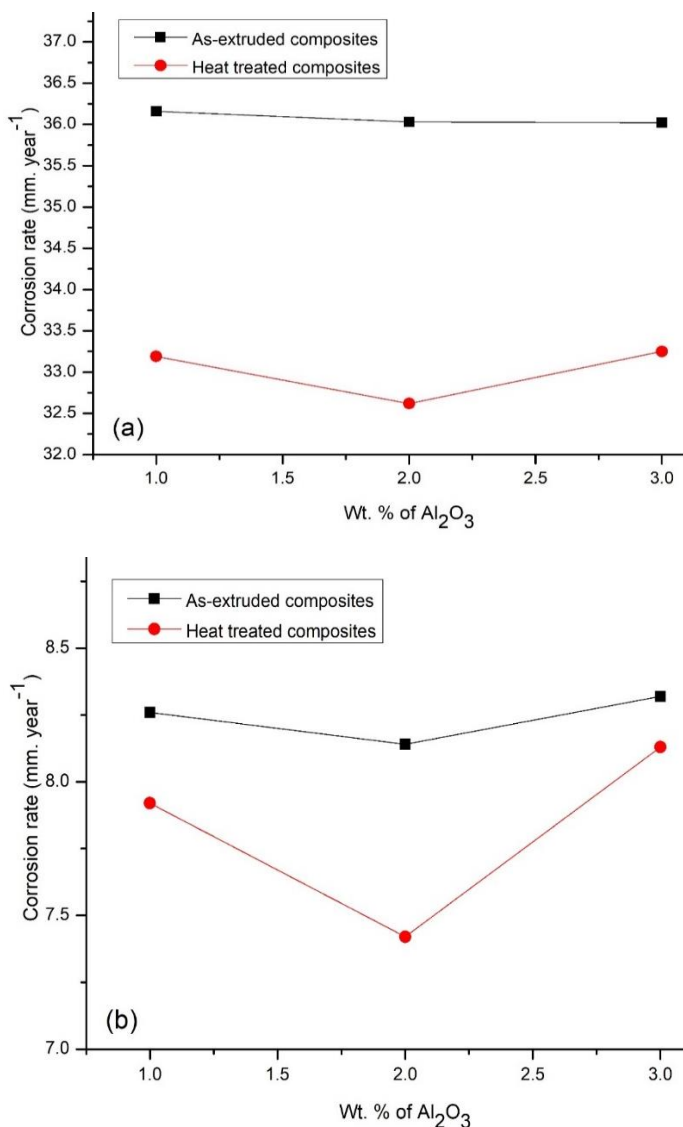 37.0
36.5
36.0
35.5
35.0
34.5
34.0
33.5
33.0
32.5
32.0
Corrosion rate (mm. year⁻¹)
As-extruded composites
Heat treated composites
(a)
1.0 1.5 2.0 2.5 3.0
Wt. % of Al₂O₃
8.5
8.0
7.5
7.0
Corrosion rate (mm. year⁻¹)
As-extruded composites
Heat treated composites
(b)
1.0 1.5 2.0 2.5 3.0
Wt. % of Al₂O₃